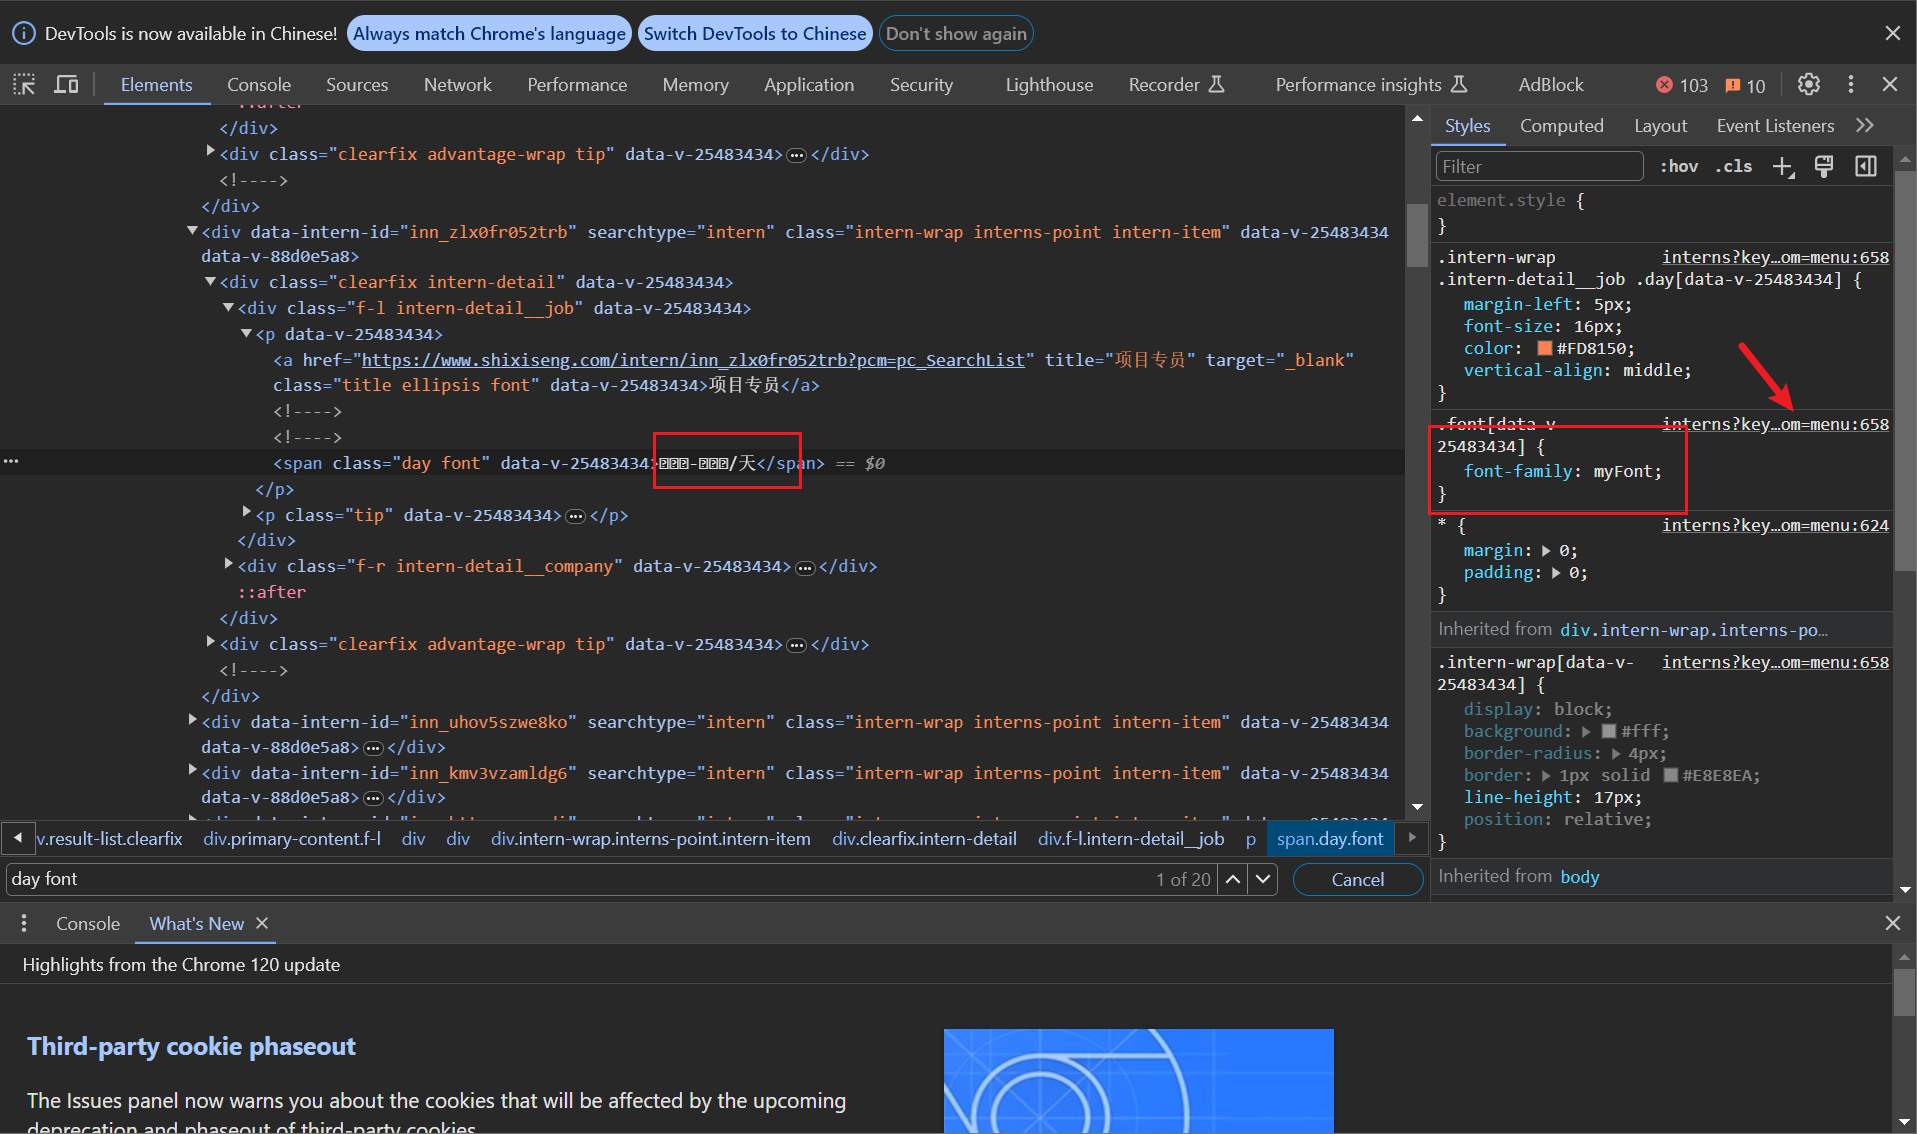 DevTools is now available in Chinese! Always match Chrome's language Switch DevTools to Chinese Don't show again
Elements Console Sources Network Performance Memory Application Security Lighthouse Recorder Performance insights AdBlock 103 10
::after
</div>
<div class="clearfix advantage-wrap tip" data-v-25483434>…</div>
<!---->
</div>
<div data-intern-id="inn_zlx0fr052trb" searchtype="intern" class="intern-wrap interns-point intern-item" data-v-25483434
data-v-88d0e5a8>
<div class="clearfix intern-detail" data-v-25483434>
<div class="f-l intern-detail__job" data-v-25483434>
<p data-v-25483434>
<a href="https://www.shixiseng.com/intern/inn_zlx0fr052trb?pcm=pc_SearchList" title="项目专员" target="_blank"
class="title ellipsis font" data-v-25483434>项目专员</a>
<!---->
<!---->
<span class="day font" data-v-25483434>□□□-□□□/天</span> == $0
</p>
<p class="tip" data-v-25483434>…</p>
</div>
<div class="f-r intern-detail__company" data-v-25483434>…</div>
::after
</div>
<div class="clearfix advantage-wrap tip" data-v-25483434>…</div>
<!---->
</div>
<div data-intern-id="inn_uhov5szwe8ko" searchtype="intern" class="intern-wrap interns-point intern-item" data-v-25483434
data-v-88d0e5a8>…</div>
<div data-intern-id="inn_kmv3vzamldg6" searchtype="intern" class="intern-wrap interns-point intern-item" data-v-25483434
data-v-88d0e5a8>…</div>
v.result-list.clearfix div.primary-content.f-l div div div.intern-wrap.interns-point.intern-item div.clearfix.intern-detail div.f-l.intern-detail__job p span.day.font
day font 1 of 20 Cancel
Styles Computed Layout Event Listeners
Filter :hov .cls
element.style {
}
.intern-wrap interns?key…om=menu:658
.intern-detail__job .day[data-v-25483434] {
margin-left: 5px;
font-size: 16px;
color: #FD8150;
vertical-align: middle;
}
.font[data-v- interns?key…om=menu:658
25483434] {
font-family: myFont;
}
* { interns?key…om=menu:624
margin: 0;
padding: 0;
}
Inherited from div.intern-wrap.interns-po…
.intern-wrap[data-v- interns?key…om=menu:658
25483434] {
display: block;
background: #fff;
border-radius: 4px;
border: 1px solid #E8E8EA;
line-height: 17px;
position: relative;
}
Inherited from body
Console What's New
Highlights from the Chrome 120 update
Third-party cookie phaseout
The Issues panel now warns you about the cookies that will be affected by the upcoming
deprecation and phaseout of third-party cookies